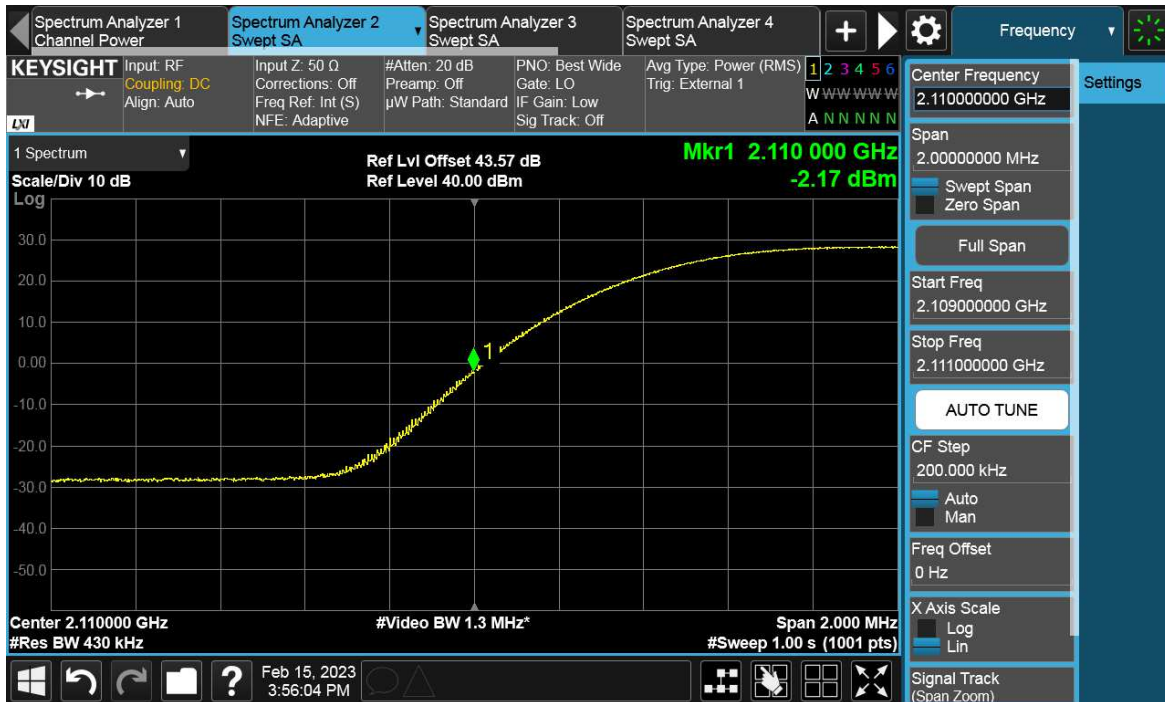 Spectrum Analyzer 1
Channel Power
Spectrum Analyzer 2
Swept SA
Spectrum Analyzer 3
Swept SA
Spectrum Analyzer 4
Swept SA
+
Frequency
KEYSIGHT
LXI
Input: RF
Coupling: DC
Align: Auto
Input Z: 50 Ω
Corrections: Off
Freq Ref: Int (S)
NFE: Adaptive
#Atten: 20 dB
Preamp: Off
µW Path: Standard
PNO: Best Wide
Gate: LO
IF Gain: Low
Sig Track: Off
Avg Type: Power (RMS)
Trig: External 1
1 2 3 4 5 6
W W W W W W
A N N N N N
1 Spectrum
Scale/Div 10 dB
Ref Lvl Offset 43.57 dB
Ref Level 40.00 dBm
Mkr1 2.110 000 GHz
-2.17 dBm
Log
30.0
20.0
10.0
0.00
-10.0
-20.0
-30.0
-40.0
-50.0
1
Center 2.110000 GHz
#Video BW 1.3 MHz*
Span 2.000 MHz
#Res BW 430 kHz
#Sweep 1.00 s (1001 pts)
?
Feb 15, 2023
3:56:04 PM
Settings
Center Frequency
2.110000000 GHz
Span
2.00000000 MHz
Swept Span
Zero Span
Full Span
Start Freq
2.109000000 GHz
Stop Freq
2.111000000 GHz
AUTO TUNE
CF Step
200.000 kHz
Auto
Man
Freq Offset
0 Hz
X Axis Scale
Log
Lin
Signal Track
(Span Zoom)